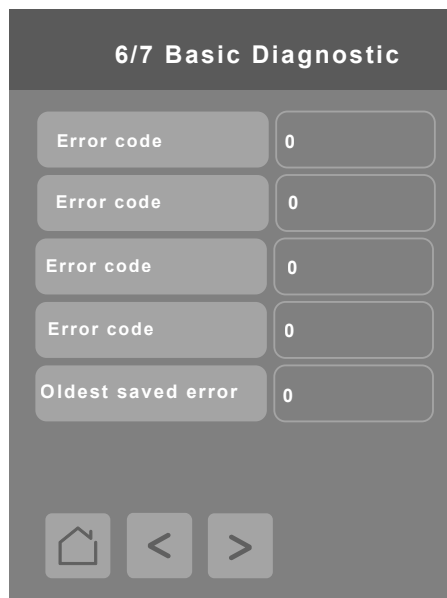 6/7 Basic Diagnostic
Error code 0
Error code 0
Error code 0
Error code 0
Oldest saved error 0
< >